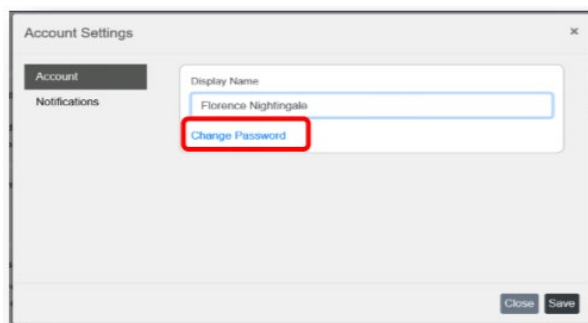 Account Settings ×
Account
Notifications
Display Name
Florence Nightingale
Change Password
Close Save